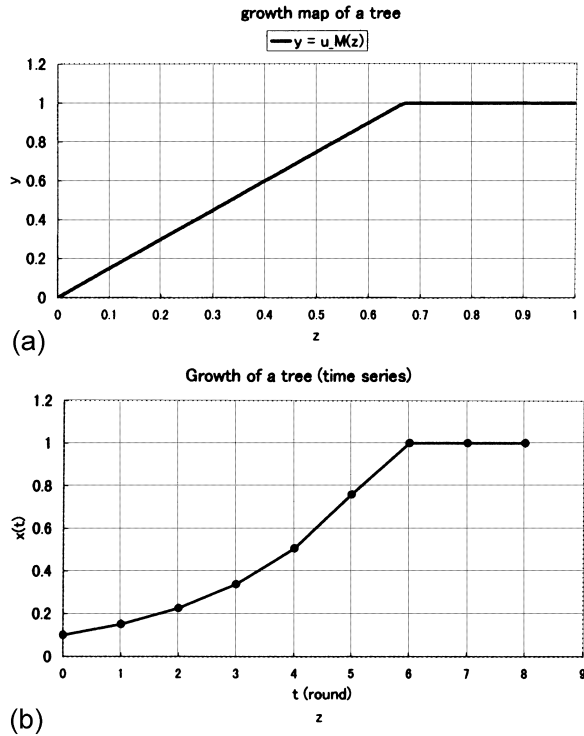 growth map of a tree
y = u_M(z)
1.2
1
0.8
0.6
0.4
0.2
0
y
0 0.1 0.2 0.3 0.4 0.5 0.6 0.7 0.8 0.9 1
z
(a)
Growth of a tree (time series)
1.2
1
0.8
0.6
0.4
0.2
0
x(t)
0 1 2 3 4 5 6 7 8 9
t (round)
z
(b)